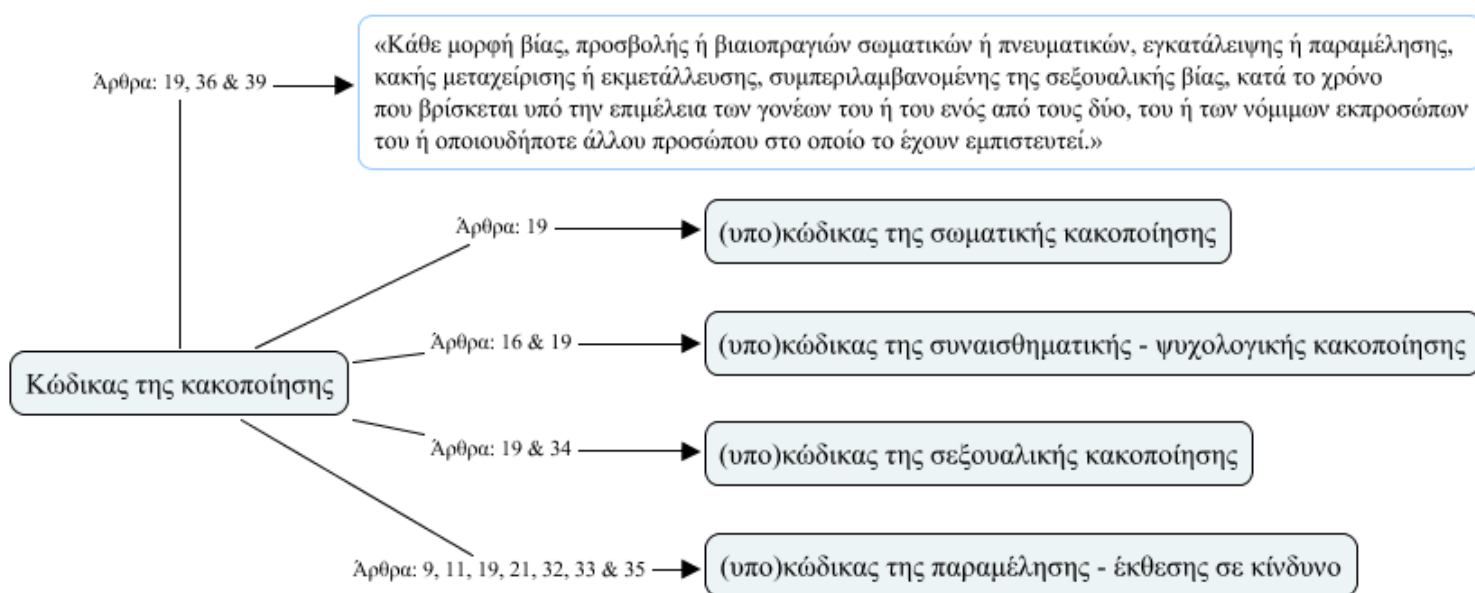 «Κάθε μορφή βίας, προσβολής ή βιαιοπραγιών σωματικών ή πνευματικών, εγκατάλειψης ή παραμέλησης,
κακής μεταχείρισης ή εκμετάλλευσης, συμπεριλαμβανομένης της σεξουαλικής βίας, κατά το χρόνο
που βρίσκεται υπό την επιμέλεια των γονέων του ή του ενός από τους δύο, του ή των νόμιμων εκπροσώπων
του ή οποιουδήποτε άλλου προσώπου στο οποίο το έχουν εμπιστευτεί.»
Άρθρα: 19, 36 & 39
Άρθρα: 19
(υπο)κώδικας της σωματικής κακοποίησης
Άρθρα: 16 & 19
(υπο)κώδικας της συναισθηματικής - ψυχολογικής κακοποίησης
Κώδικας της κακοποίησης
Άρθρα: 19 & 34
(υπο)κώδικας της σεξουαλικής κακοποίησης
Άρθρα: 9, 11, 19, 21, 32, 33 & 35
(υπο)κώδικας της παραμέλησης - έκθεσης σε κίνδυνο